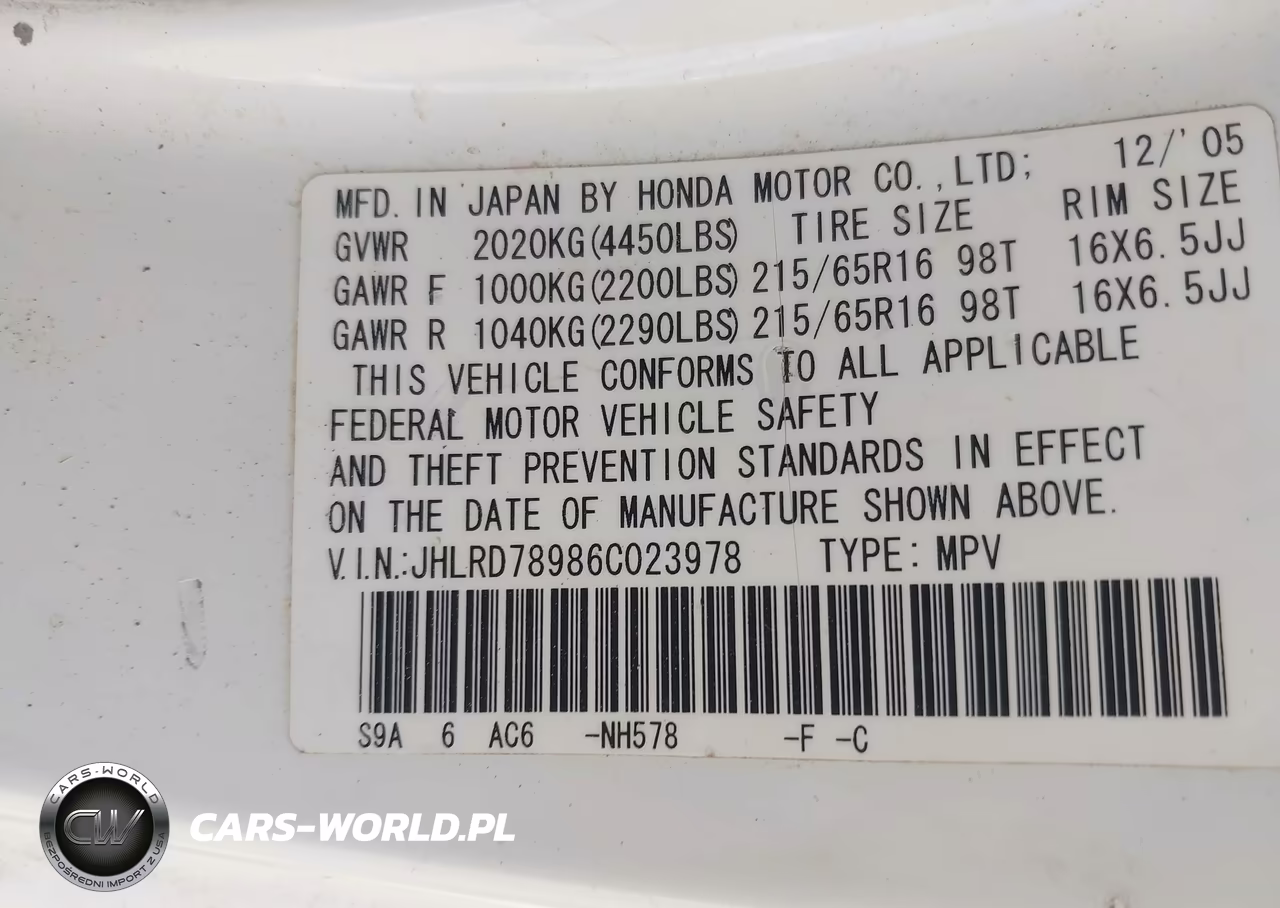 MFD. IN JAPAN BY HONDA MOTOR CO.,LTD; 12/'05
GVWR 2020KG(4450LBS) TIRE SIZE RIM SIZE
GAWR F 1000KG(2200LBS) 215/65R16 98T 16X6.5JJ
GAWR R 1040KG(2290LBS) 215/65R16 98T 16X6.5JJ
THIS VEHICLE CONFORMS TO ALL APPLICABLE
FEDERAL MOTOR VEHICLE SAFETY
AND THEFT PREVENTION STANDARDS IN EFFECT
ON THE DATE OF MANUFACTURE SHOWN ABOVE.
V.I.N.:JHLRD78986C023978 TYPE: MPV
S9A 6 AC6 -NH578 -F -C
CARS-WORLD
CW
BEZPOŚREDNI IMPORT Z USA
CARS-WORLD.PL